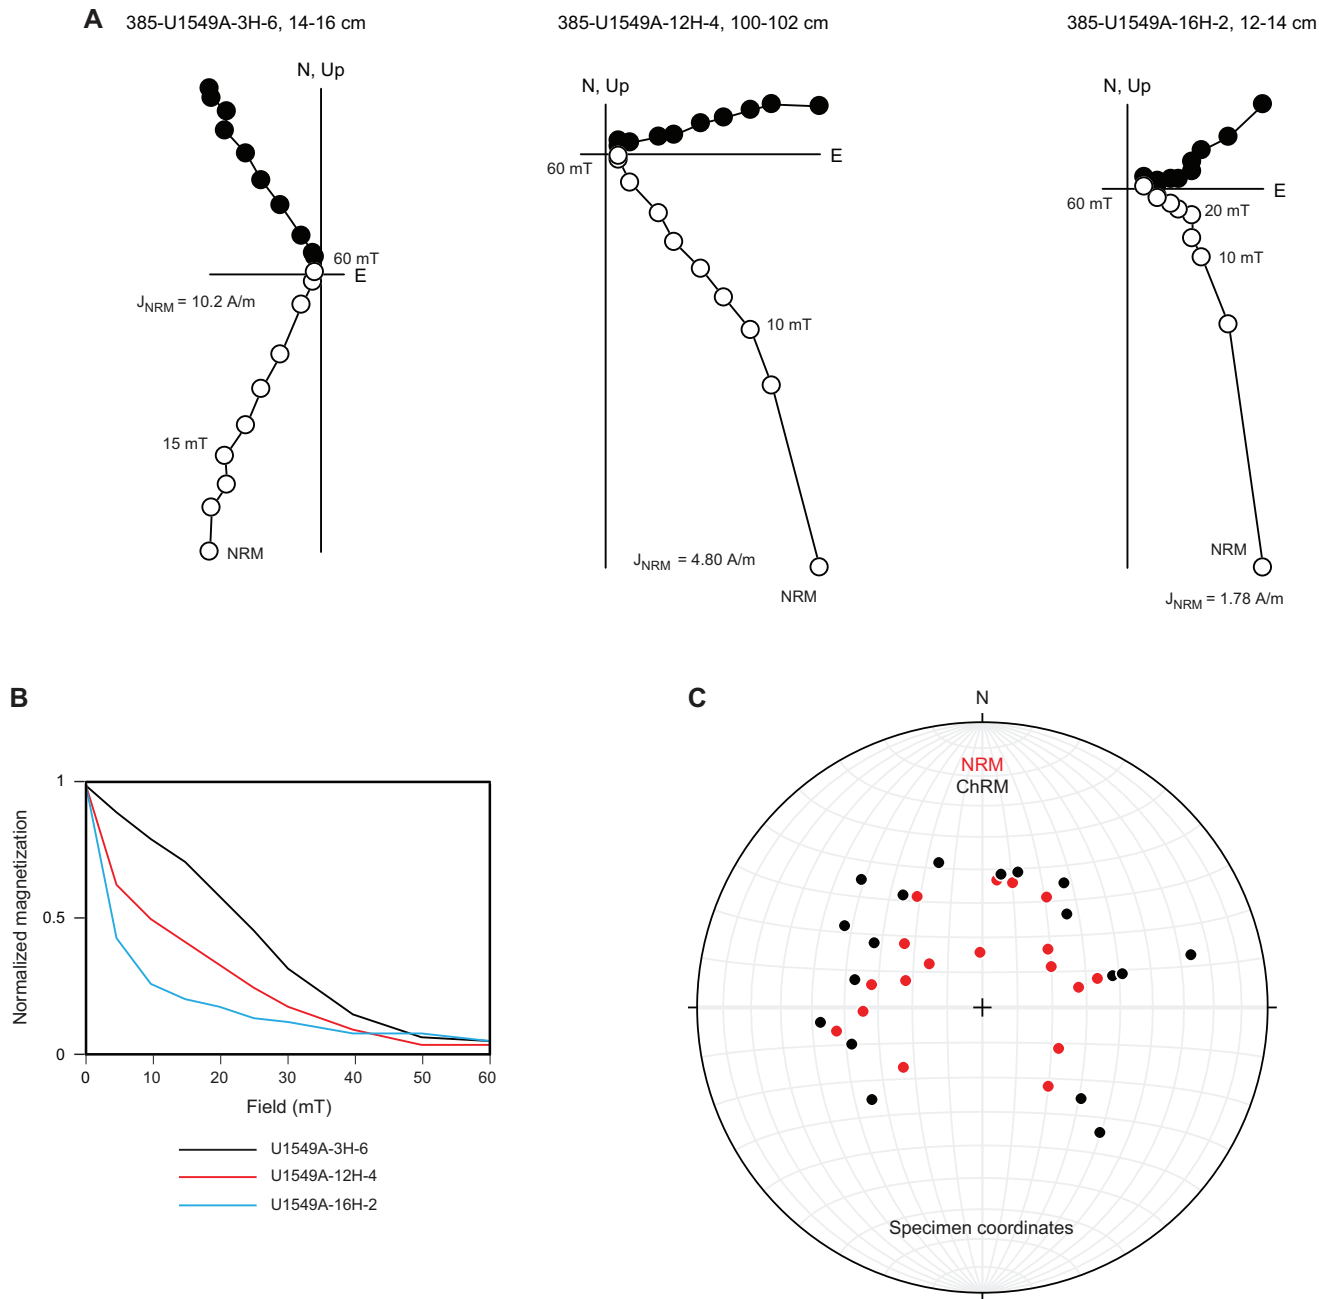 A
385-U1549A-3H-6, 14-16 cm
385-U1549A-12H-4, 100-102 cm
385-U1549A-16H-2, 12-14 cm
N, Up
60 mT
E
JNRM = 10.2 A/m
15 mT
NRM
N, Up
E
60 mT
10 mT
JNRM = 4.80 A/m
NRM
N, Up
E
60 mT
20 mT
10 mT
NRM
JNRM = 1.78 A/m
B
Normalized magnetization
1
0.5
0
0 10 20 30 40 50 60
Field (mT)
U1549A-3H-6
U1549A-12H-4
U1549A-16H-2
C
N
NRM
ChRM
Specimen coordinates